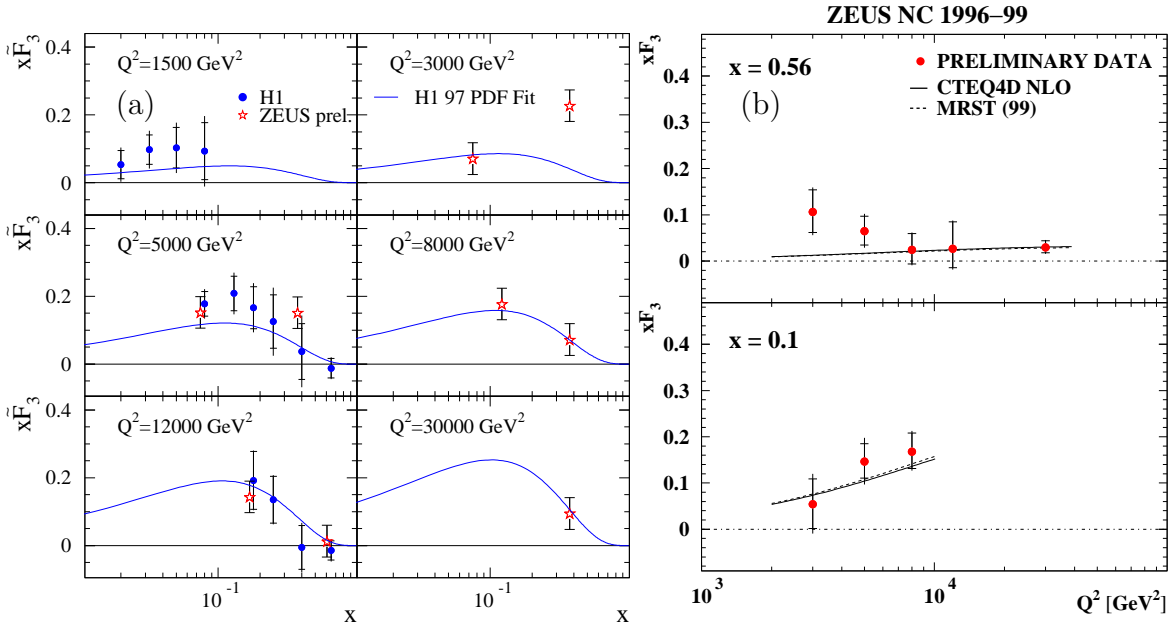 ZEUS NC 1996–99
xF̃₃
0.4
0.2
0
Q²=1500 GeV²
(a)
H1
ZEUS prel.
Q²=3000 GeV²
H1 97 PDF Fit
xF̃₃
0.4
0.2
0
Q²=5000 GeV²
Q²=8000 GeV²
xF̃₃
0.4
0.2
0
Q²=12000 GeV²
Q²=30000 GeV²
10⁻¹
x
10⁻¹
x
xF₃
0.4
0.3
0.2
0.1
0
x = 0.56
(b)
PRELIMINARY DATA
CTEQ4D NLO
MRST (99)
xF₃
0.4
0.3
0.2
0.1
0
x = 0.1
10³
10⁴
Q² [GeV²]